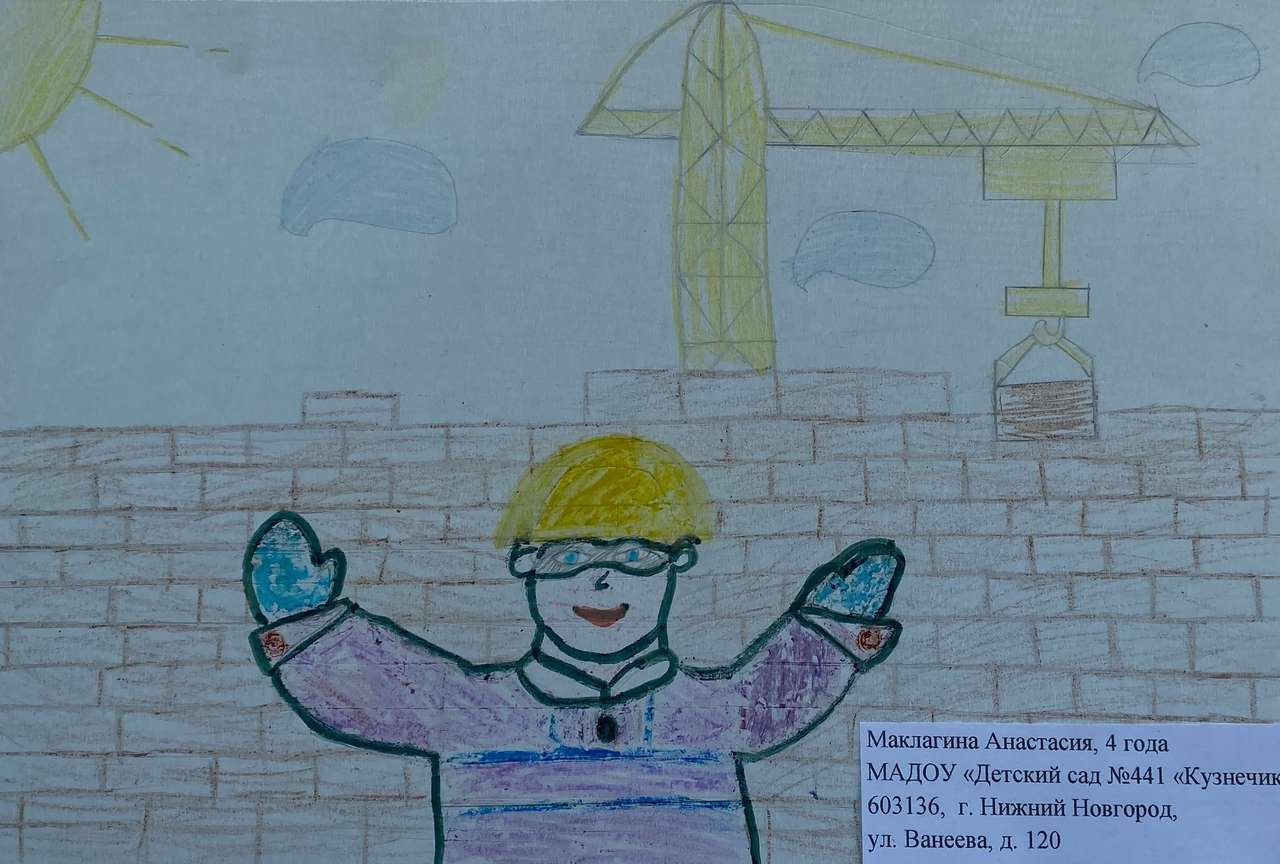 Маклагина Анастасия, 4 года
МАДОУ «Детский сад №441 «Кузнечик
603136, г. Нижний Новгород,
ул. Ванеева, д. 120